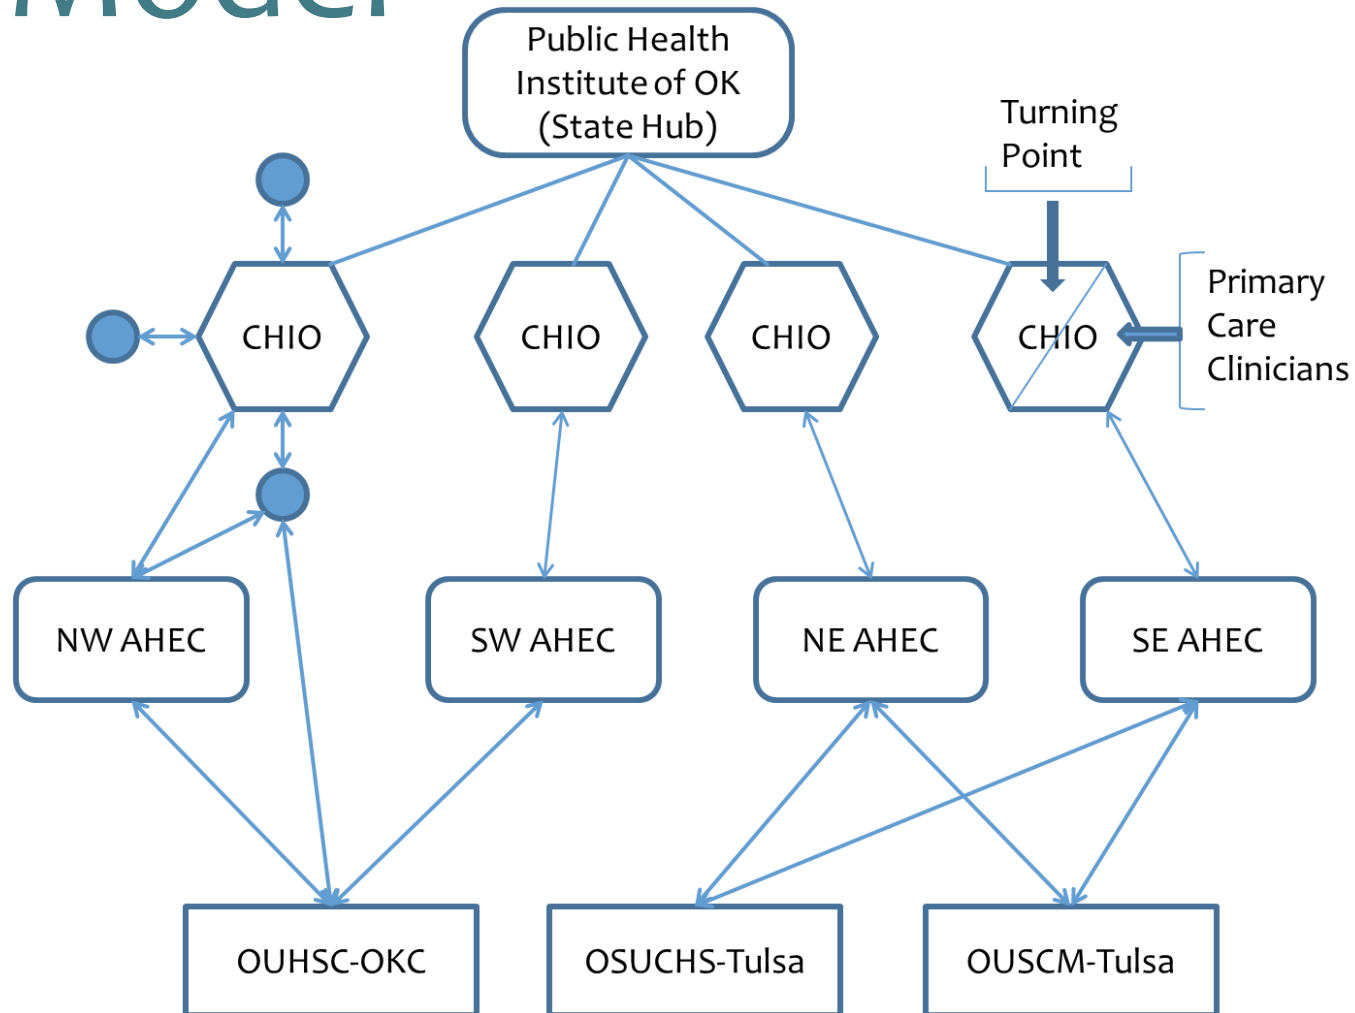 Model
Public Health
Institute of OK
(State Hub)
Turning
Point
CHIO
CHIO
CHIO
CHIO
Primary
Care
Clinicians
NW AHEC
SW AHEC
NE AHEC
SE AHEC
OUHSC-OKC
OSUCHS-Tulsa
OUSCM-Tulsa